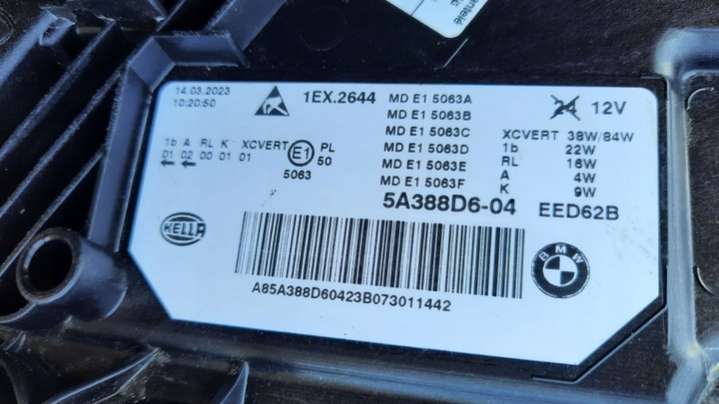 14.03.2023
10:20:50
1EX.2644
MD E1 5063A
MD E1 5063B
MD E1 5063C
MD E1 5063D
MD E1 5063E
MD E1 5063F
24 12V
XCVERT 38W/84W
1b 22W
RL 16W
A 4W
K 9W
1b A RL K XCVERT
01 02 00 01 01
E1
PL
50
5063
5A388D6-04 EED62B
HELLA
BMW
A85A388D60423B073011442